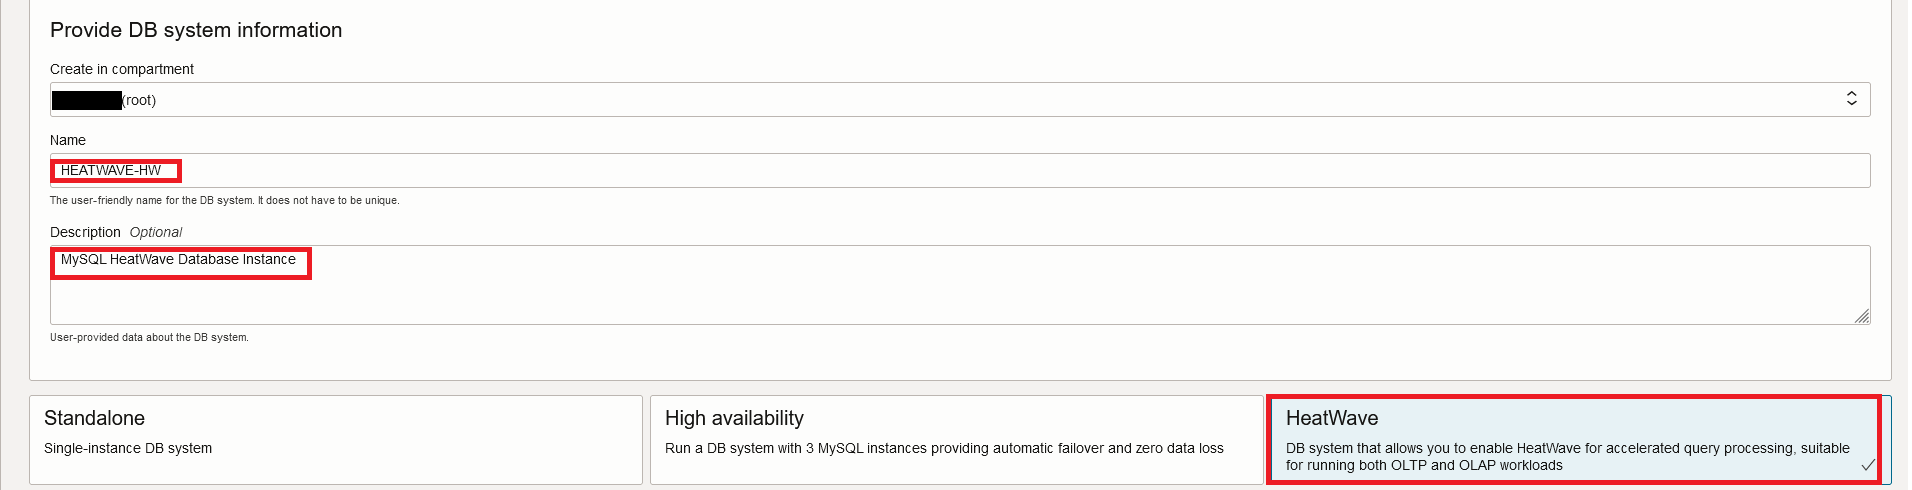 Provide DB system information
Create in compartment
(root)
Name
HEATWAVE-HW
The user-friendly name for the DB system. It does not have to be unique.
Description Optional
MySQL HeatWave Database Instance
User-provided data about the DB system.
Standalone
Single-instance DB system
High availability
Run a DB system with 3 MySQL instances providing automatic failover and zero data loss
HeatWave
DB system that allows you to enable HeatWave for accelerated query processing, suitable
for running both OLTP and OLAP workloads